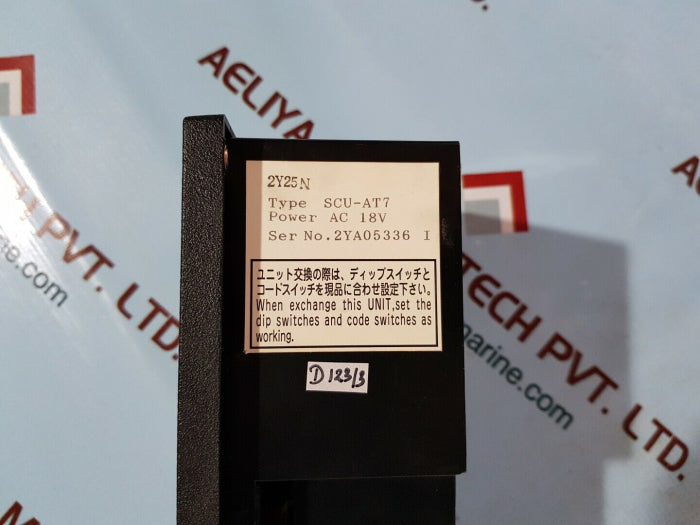 AELIYA
2Y25N
Type SCU-AT7
Power AC 18V
Ser No.2YA05336 I
ユニット交換の際は、ディップスイッチと
コードスイッチを現品に合わせ設定下さい。
When exchange this UNIT,set the
dip switches and code switches as
working.
D123/3
PVT. LTD.
TECH PVT. LTD.
marine.com